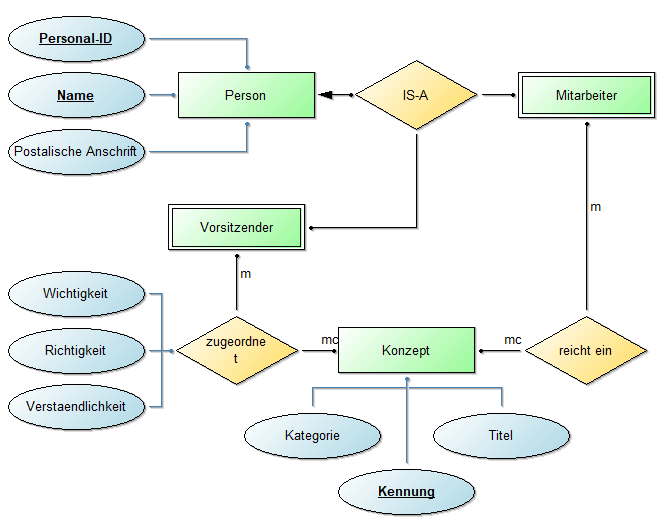 Personal-ID
Name
Person
IS-A
Mitarbeiter
Postalische Anschrift
m
Vorsitzender
m
Wichtigkeit
zugeordne
t
mc
Konzept
mc
reicht ein
Richtigkeit
Verstaendlichkeit
Kategorie
Titel
Kennung